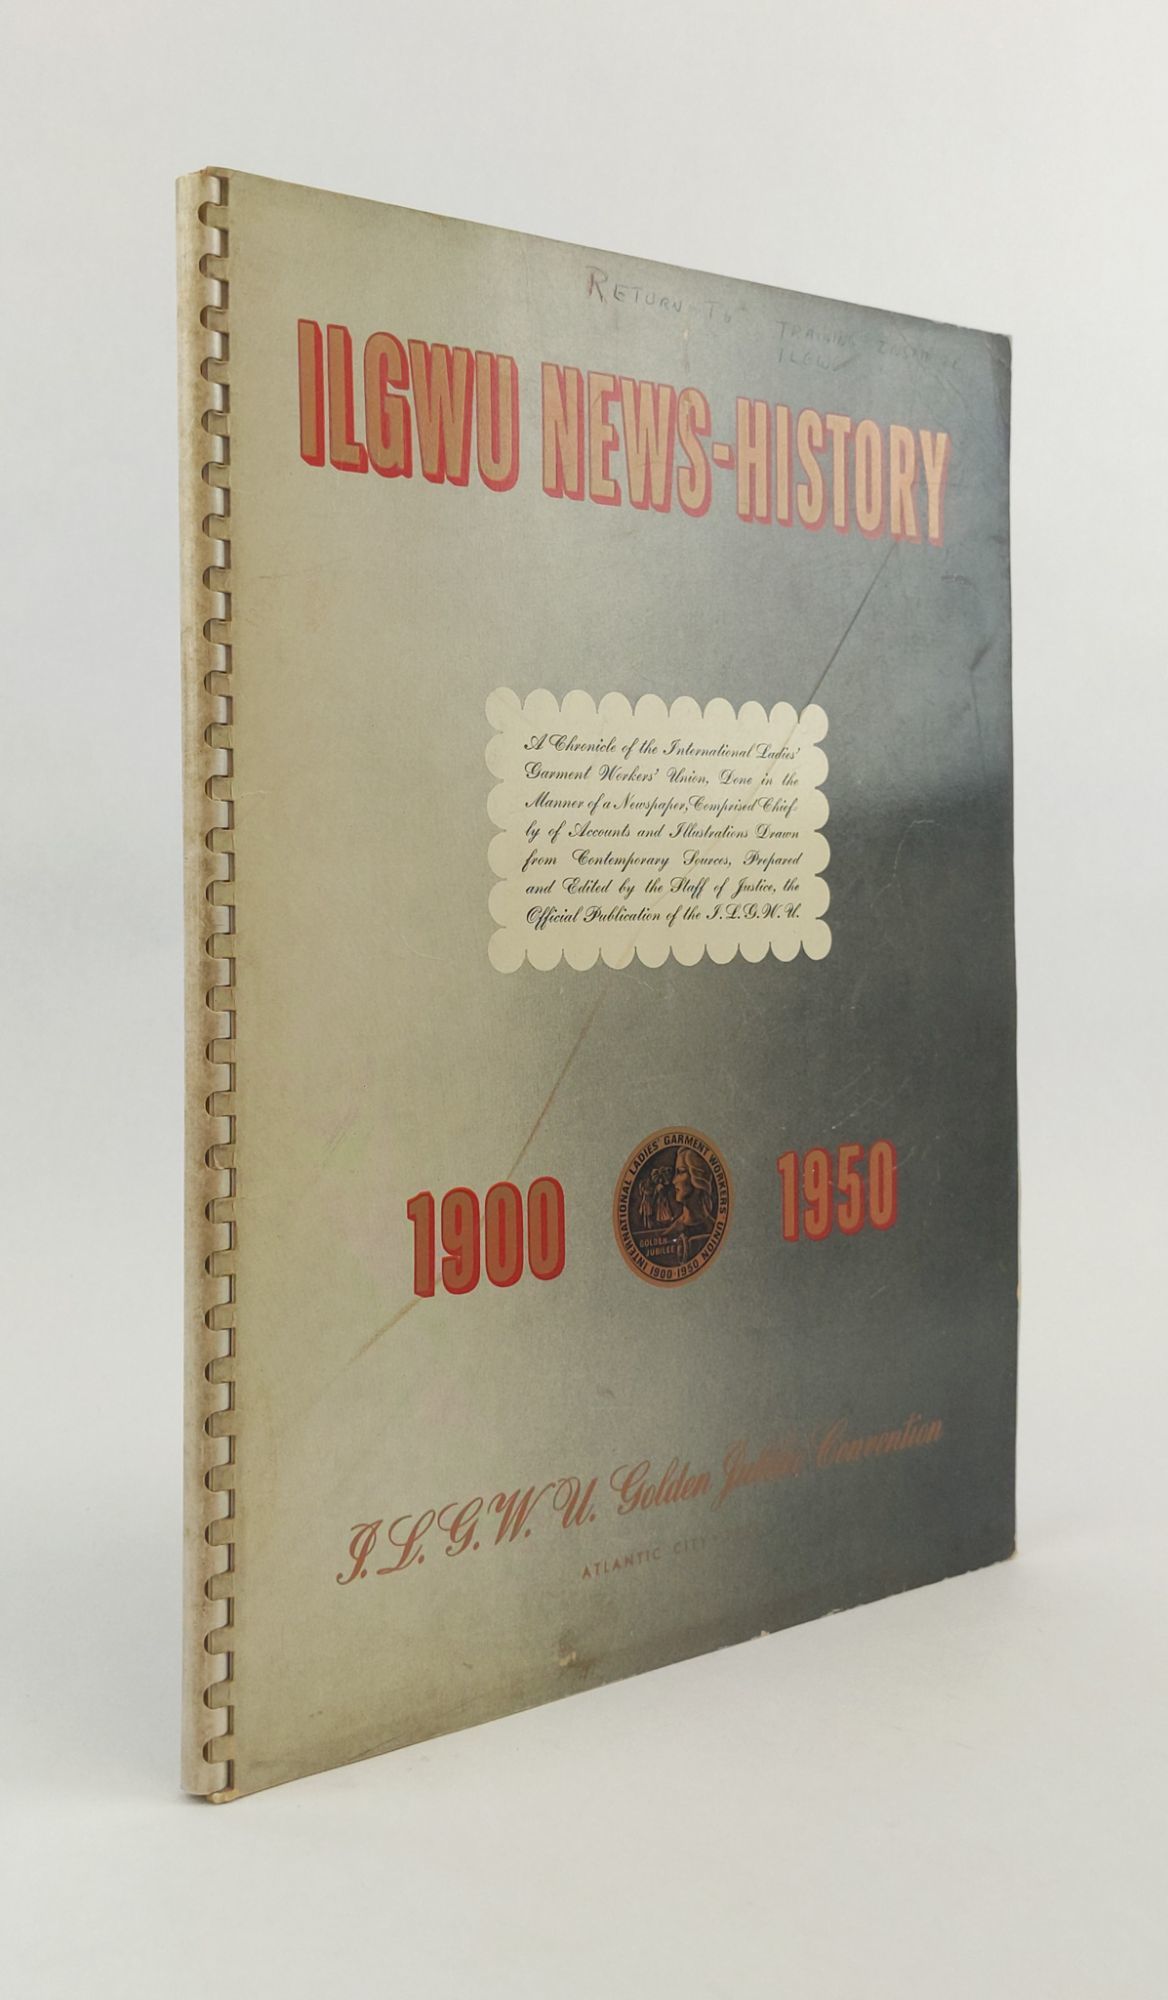 RETURN-TO
TRAINING INSTITUTE
ILGWU
ILGWU NEWS-HISTORY
A Chronicle of the International Ladies'
Garment Workers' Union, Done in the
Manner of a Newspaper, Comprised Chief-
ly of Accounts and Illustrations Drawn
from Contemporary Sources, Prepared
and Edited by the Staff of Justice, the
Official Publication of the I.L.G.W.U.
1900
INTERNATIONAL LADIES' GARMENT WORKERS UNION
GOLDEN
JUBILEE
1900-1950
1950
I.L.G.W.U. Golden Jubilee Convention
ATLANTIC CITY